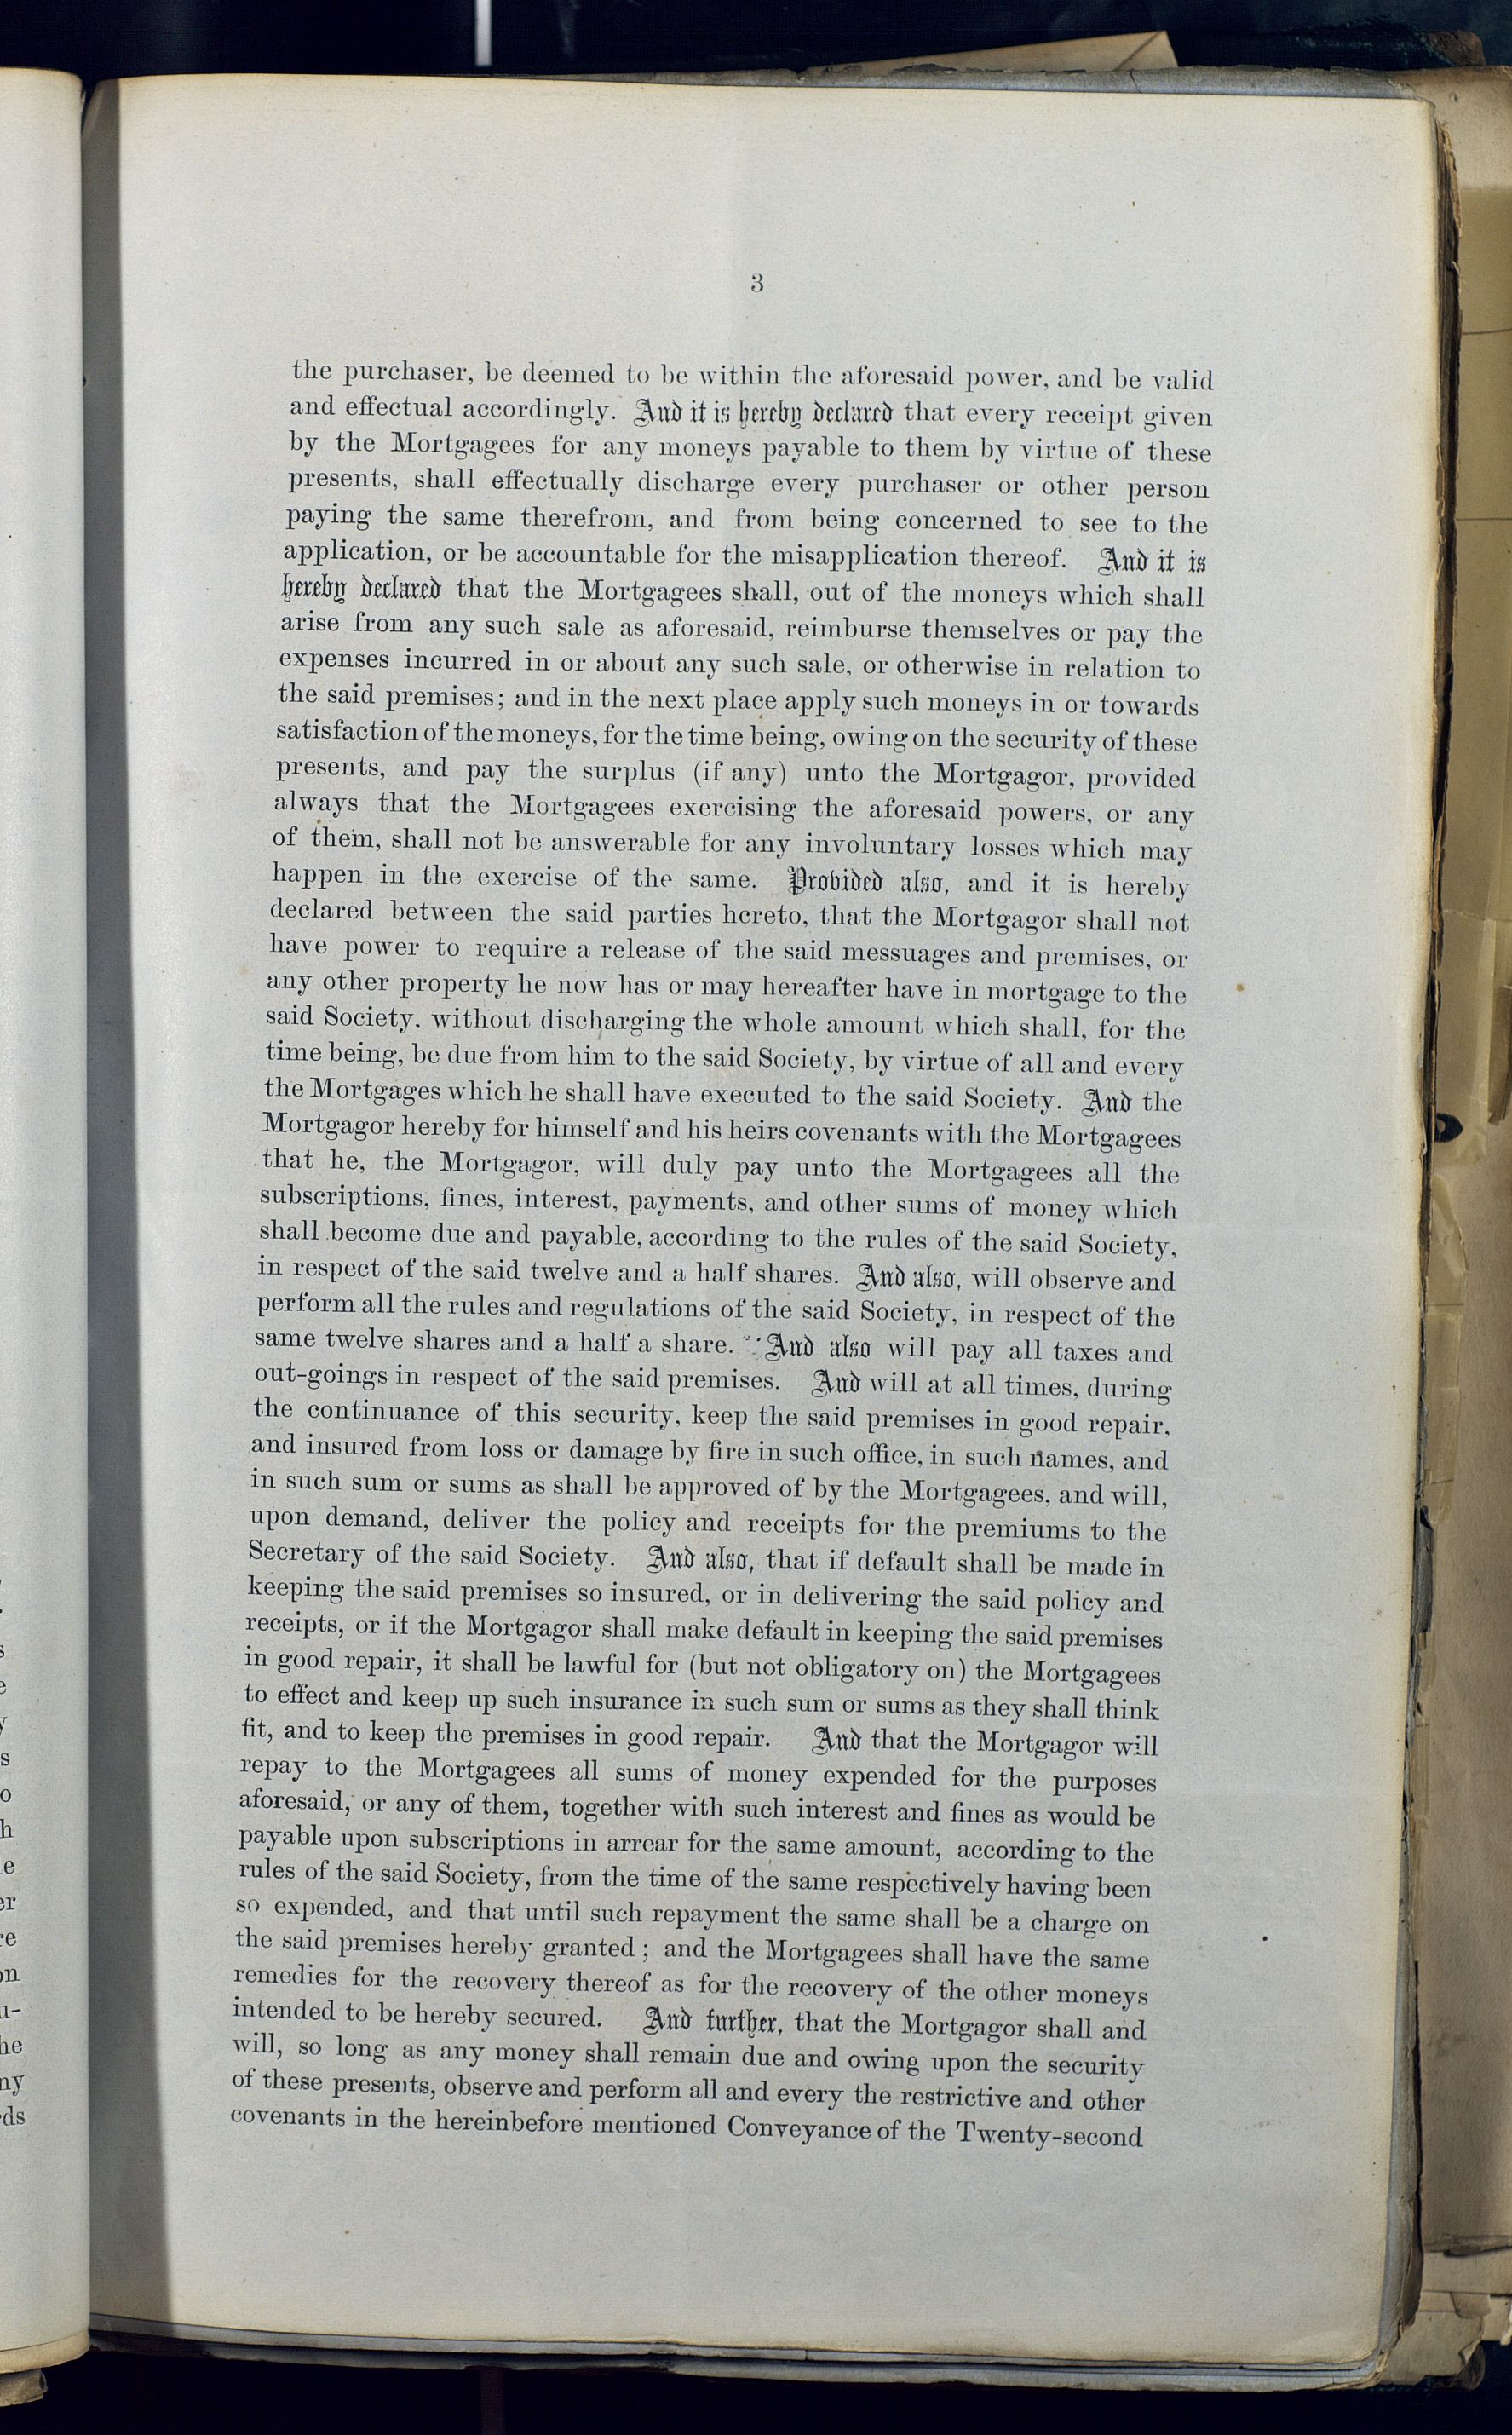 3
the purchaser, be deemed to be within the aforesaid power, and be valid
and effectual accordingly. And it is hereby declared that every receipt given
by the Mortgagees for any moneys payable to them by virtue of these
presents, shall effectually discharge every purchaser or other person
paying the same therefrom, and from being concerned to see to the
application, or be accountable for the misapplication thereof. And it is
hereby declared that the Mortgagees shall, out of the moneys which shall
arise from any such sale as aforesaid, reimburse themselves or pay the
expenses incurred in or about any such sale, or otherwise in relation to
the said premises; and in the next place apply such moneys in or towards
satisfaction of the moneys, for the time being, owing on the security of these
presents, and pay the surplus (if any) unto the Mortgagor, provided
always that the Mortgagees exercising the aforesaid powers, or any
of them, shall not be answerable for any involuntary losses which may
happen in the exercise of the same. Provided also, and it is hereby
declared between the said parties hereto, that the Mortgagor shall not
have power to require a release of the said messuages and premises, or
any other property he now has or may hereafter have in mortgage to the
said Society. without discharging the whole amount which shall, for the
time being, be due from him to the said Society, by virtue of all and every
the Mortgages which he shall have executed to the said Society. And the
Mortgagor hereby for himself and his heirs covenants with the Mortgagees
that he, the Mortgagor, will duly pay unto the Mortgagees all the
subscriptions, fines, interest, payments, and other sums of money which
shall become due and payable, according to the rules of the said Society,
in respect of the said twelve and a half shares. And also, will observe and
perform all the rules and regulations of the said Society, in respect of the
same twelve shares and a half a share. And also will pay all taxes and
out-goings in respect of the said premises. And will at all times, during
the continuance of this security, keep the said premises in good repair,
and insured from loss or damage by fire in such office, in such names, and
in such sum or sums as shall be approved of by the Mortgagees, and will,
upon demand, deliver the policy and receipts for the premiums to the
Secretary of the said Society. And also, that if default shall be made in
keeping the said premises so insured, or in delivering the said policy and
receipts, or if the Mortgagor shall make default in keeping the said premises
in good repair, it shall be lawful for (but not obligatory on) the Mortgagees
to effect and keep up such insurance in such sum or sums as they shall think
fit, and to keep the premises in good repair. And that the Mortgagor will
repay to the Mortgagees all sums of money expended for the purposes
aforesaid, or any of them, together with such interest and fines as would be
payable upon subscriptions in arrear for the same amount, according to the
rules of the said Society, from the time of the same respectively having been
so expended, and that until such repayment the same shall be a charge on
the said premises hereby granted; and the Mortgagees shall have the same
remedies for the recovery thereof as for the recovery of the other moneys
intended to be hereby secured. And further, that the Mortgagor shall and
will, so long as any money shall remain due and owing upon the security
of these presents, observe and perform all and every the restrictive and other
covenants in the hereinbefore mentioned Conveyance of the Twenty-second